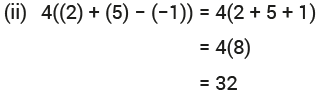 (ii) 4((2) + (5) − (−1)) = 4(2 + 5 + 1)
= 4(8)
= 32